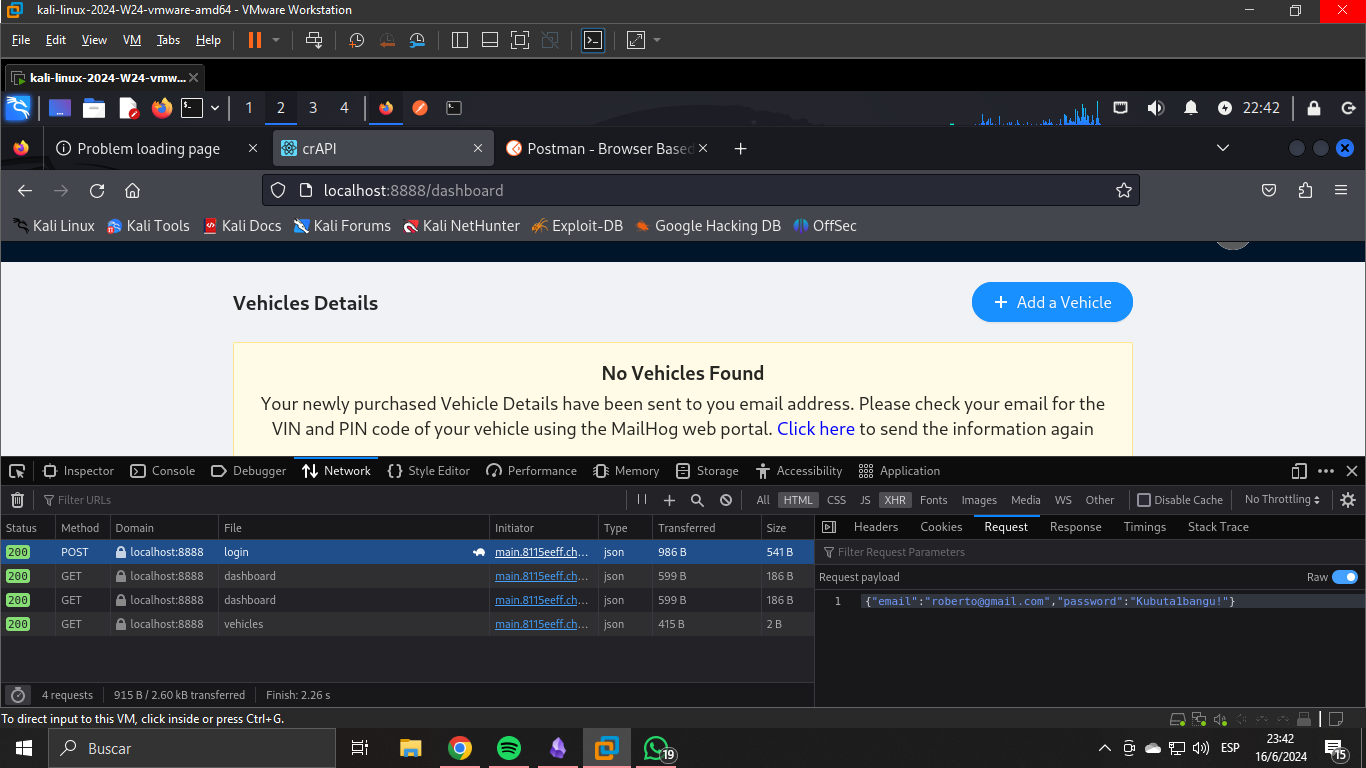 kali-linux-2024-W24-vmware-amd64 - VMware Workstation
File Edit View VM Tabs Help
kali-linux-2024-W24-vmw...
1 2 3 4 22:42
Problem loading page crAPI Postman - Browser Based
localhost:8888/dashboard
Kali Linux Kali Tools Kali Docs Kali Forums Kali NetHunter Exploit-DB Google Hacking DB OffSec
Vehicles Details + Add a Vehicle
No Vehicles Found
Your newly purchased Vehicle Details have been sent to you email address. Please check your email for the
VIN and PIN code of your vehicle using the MailHog web portal. Click here to send the information again
Inspector Console Debugger Network Style Editor Performance Memory Storage Accessibility Application
Filter URLs All HTML CSS JS XHR Fonts Images Media WS Other Disable Cache No Throttling
Status Method Domain File Initiator Type Transferred Size
200 POST localhost:8888 login main.8115eeff.ch... json 986 B 541 B
200 GET localhost:8888 dashboard main.8115eeff.ch... json 599 B 186 B
200 GET localhost:8888 dashboard main.8115eeff.ch... json 599 B 186 B
200 GET localhost:8888 vehicles main.8115eeff.ch... json 415 B 2 B
4 requests 915 B / 2.60 kB transferred Finish: 2.26 s
Headers Cookies Request Response Timings Stack Trace
Filter Request Parameters
Request payload Raw
1 {"email":"roberto@gmail.com","password":"Kubuta1bangu!"}
To direct input to this VM, click inside or press Ctrl+G.
Buscar
19
ESP
23:42
16/6/2024
15